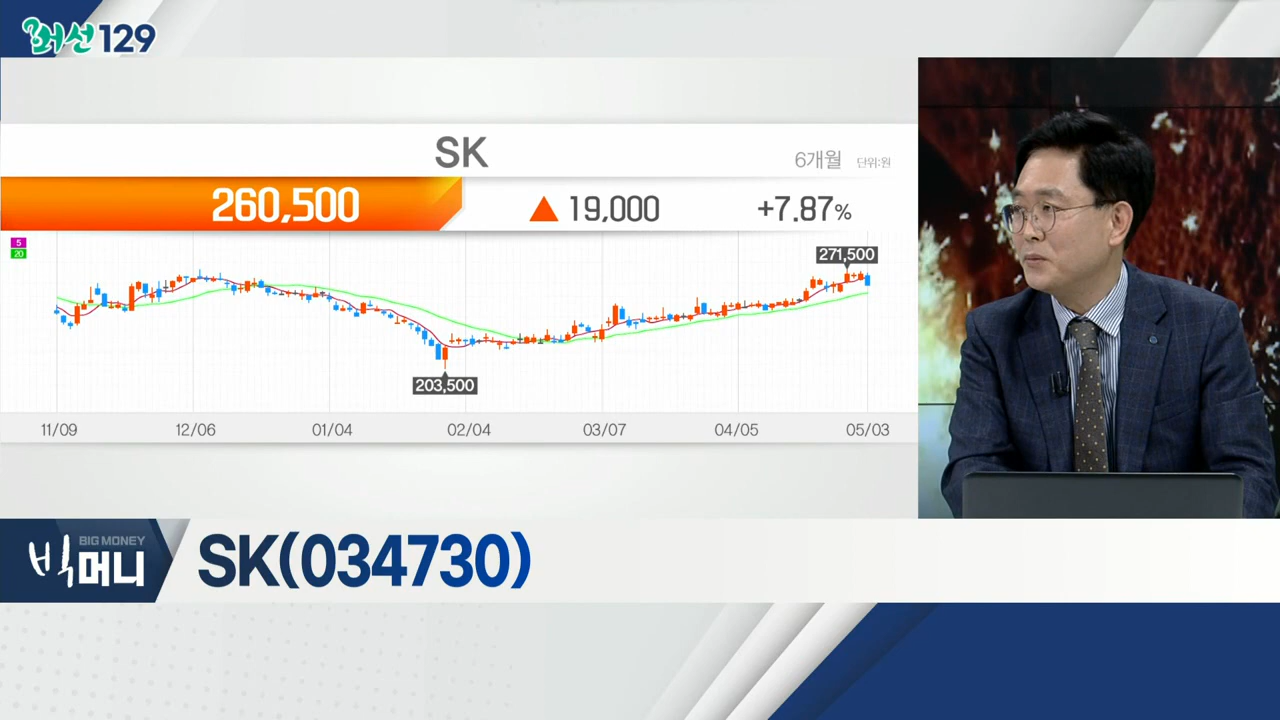 머선129
SK
6개월 단위:원
260,500 ▲ 19,000 +7.87%
5
20
271,500
203,500
11/09 12/06 01/04 02/04 03/07 04/05 05/03
BIG MONEY
빅머니
SK(034730)